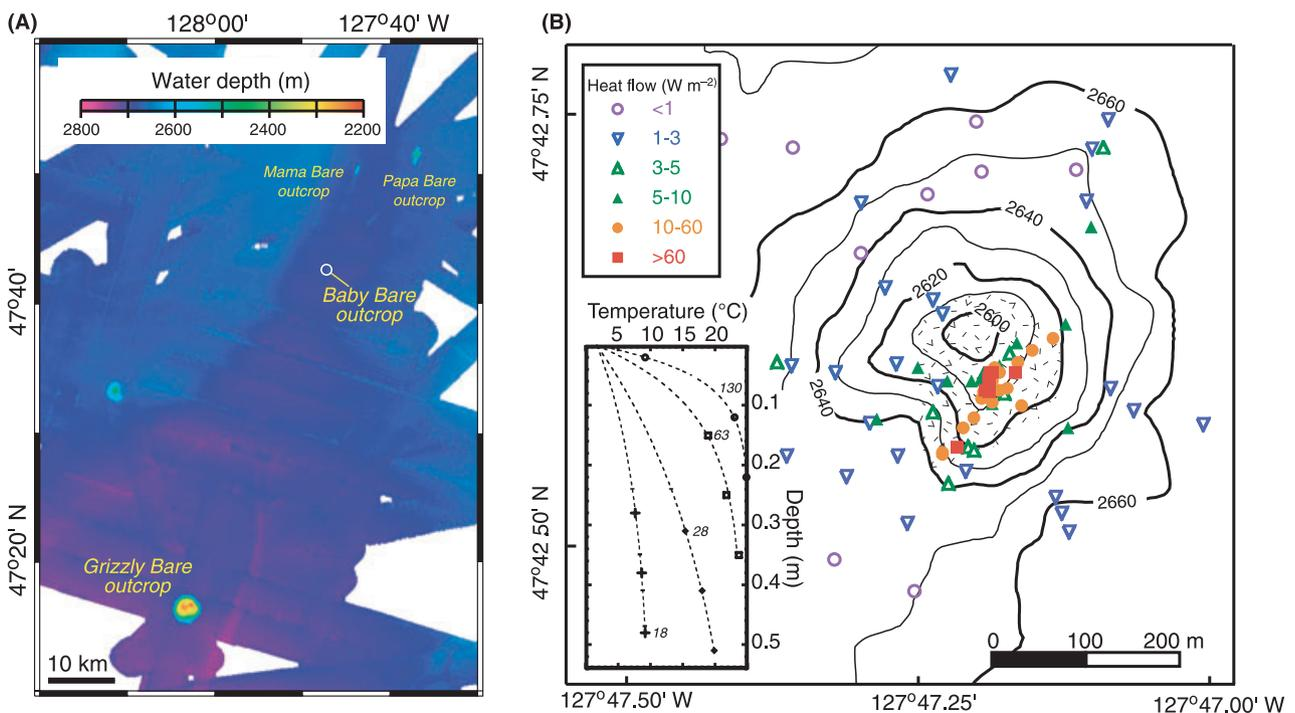 (A)
128°00'
127°40' W
Water depth (m)
2800
2600
2400
2200
Mama Bare
outcrop
Papa Bare
outcrop
47°40'
Baby Bare
outcrop
47°20' N
Grizzly Bare
outcrop
10 km
(B)
47°42.75' N
Heat flow (W m⁻²)
<1
1-3
3-5
5-10
10-60
>60
2660
2640
2620
2600
2640
2660
Temperature (°C)
5 10 15 20
130
0.1
63
0.2
0.3
28
0.4
18
0.5
Depth (m)
47°42.50' N
0 100 200 m
127°47.50' W
127°47.25'
127°47.00' W